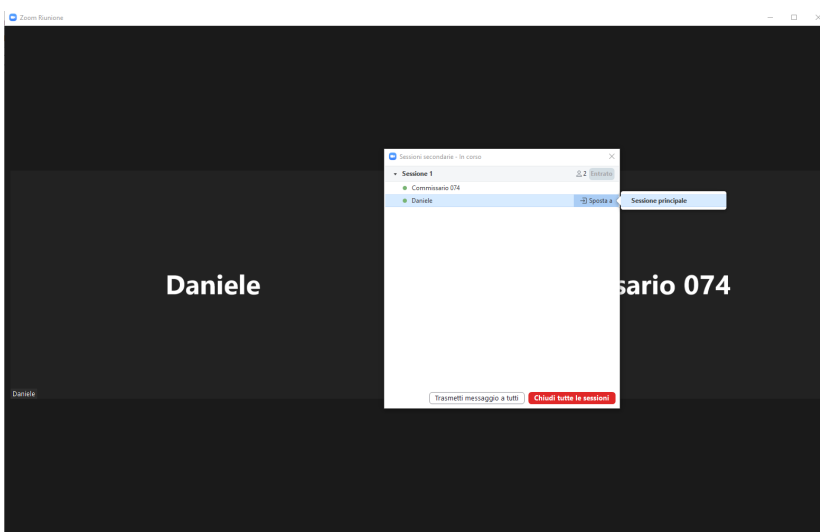 Zoom Riunione
Sessioni secondarie - In corso
Sessione 1
2 Entrato
Commissario 074
Daniele
Sposta a
Sessione principale
Daniele
sario 074
Daniele
Trasmetti messaggio a tutti
Chiudi tutte le sessioni